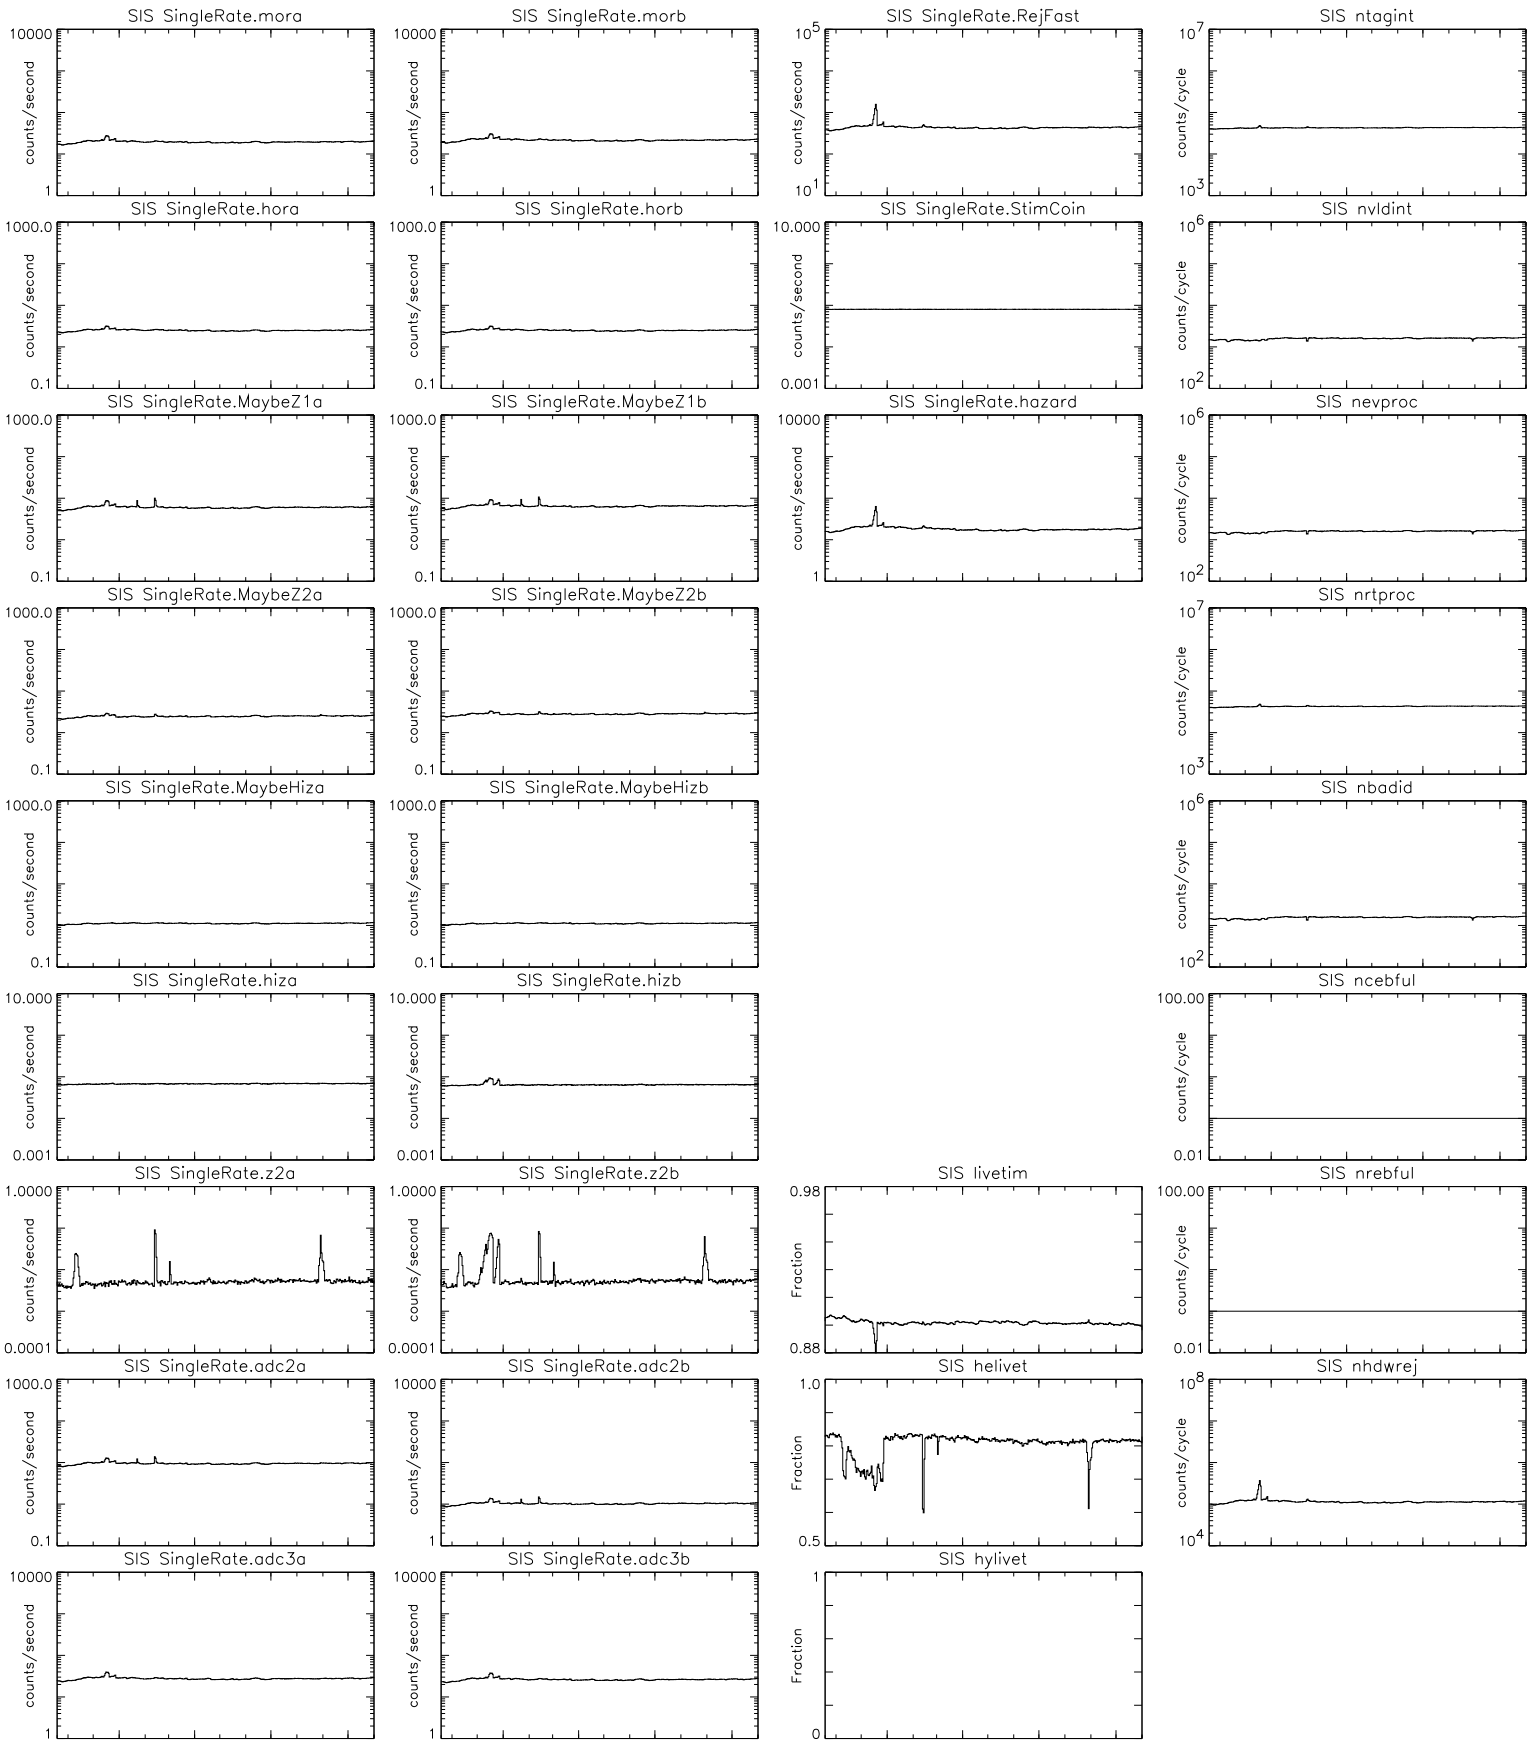 SIS SingleRate.mora SIS SingleRate.morb SIS SingleRate.RejFast SIS ntagint
10000 10000 10^5 10^7
counts/second counts/second counts/second counts/cycle
1 1 10^1 10^3
SIS SingleRate.hora SIS SingleRate.horb SIS SingleRate.StimCoin SIS nvldint
1000.0 1000.0 10.000 10^6
counts/second counts/second counts/second counts/cycle
0.1 0.1 0.001 10^2
SIS SingleRate.MaybeZ1a SIS SingleRate.MaybeZ1b SIS SingleRate.hazard SIS nevproc
1000.0 1000.0 10000 10^6
counts/second counts/second counts/second counts/cycle
0.1 0.1 1 10^2
SIS SingleRate.MaybeZ2a SIS SingleRate.MaybeZ2b SIS nrtproc
1000.0 1000.0 10^7
counts/second counts/second counts/cycle
0.1 0.1 10^3
SIS SingleRate.MaybeHiza SIS SingleRate.MaybeHizb SIS nbadid
1000.0 1000.0 10^6
counts/second counts/second counts/cycle
0.1 0.1 10^2
SIS SingleRate.hiza SIS SingleRate.hizb SIS ncebful
10.000 10.000 100.00
counts/second counts/second counts/cycle
0.001 0.001 0.01
SIS SingleRate.z2a SIS SingleRate.z2b SIS livetim SIS nrebful
1.0000 1.0000 0.98 100.00
counts/second counts/second Fraction counts/cycle
0.0001 0.0001 0.88 0.01
SIS SingleRate.adc2a SIS SingleRate.adc2b SIS helivet SIS nhdwrej
1000.0 10000 1.0 10^8
counts/second counts/second Fraction counts/cycle
0.1 1 0.5 10^4
SIS SingleRate.adc3a SIS SingleRate.adc3b SIS hylivet
10000 10000 1
counts/second counts/second Fraction
1 1 0